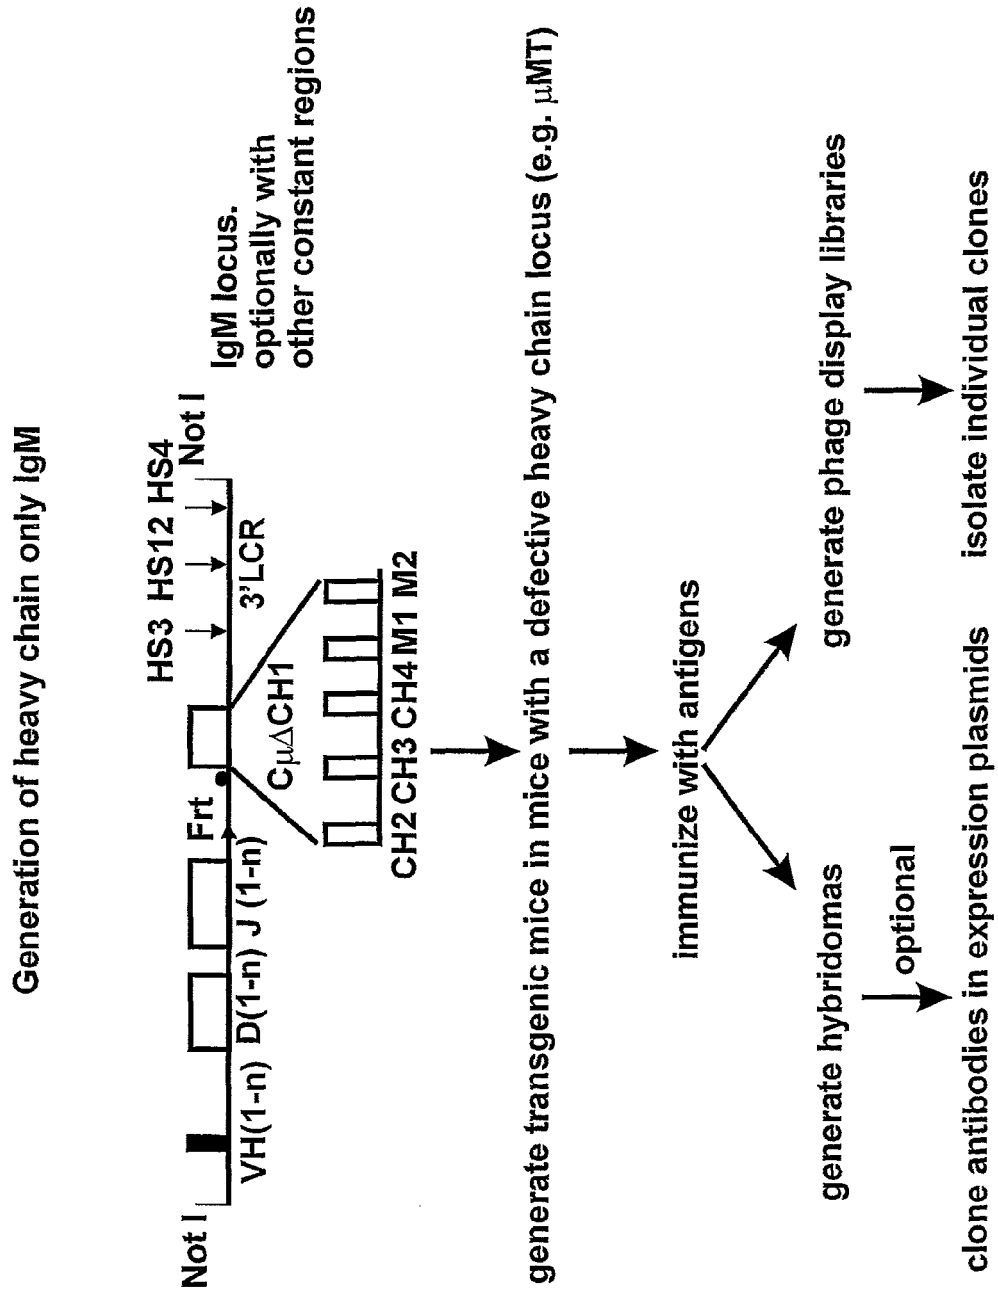 Generation of heavy chain only IgM
HS3 HS12 HS4
Not I
Not I
Frt
3'LCR
VH(1-n) D(1-n) J (1-n)
CμΔCH1
IgM locus.
optionally with
other constant regions
CH2 CH3 CH4 M1 M2
generate transgenic mice in mice with a defective heavy chain locus (e.g. μMT)
immunize with antigens
generate hybridomas
generate phage display libraries
optional
clone antibodies in expression plasmids
isolate individual clones